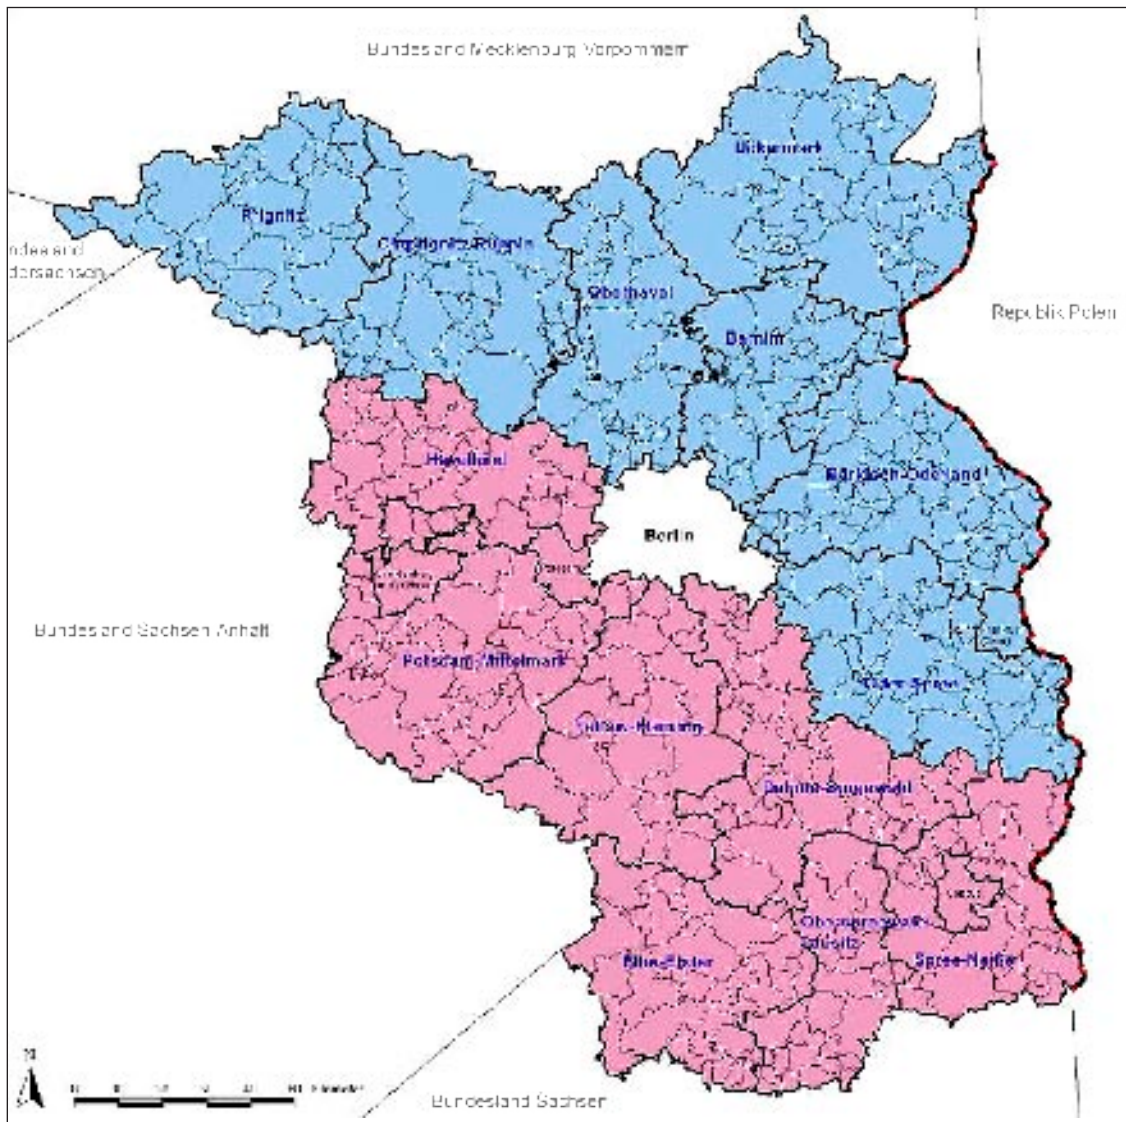 Bundesland Mecklenburg-Vorpommern
Uckermark
Prignitz
Ostprignitz-Ruppin
Oberhavel
Republik Polen
Barnim
Havelland
Märkisch-Oderland
Berlin
Bundesland Sachsen-Anhalt
Potsdam-Mittelmark
Oder-Spree
Teltow-Fläming
Dahme-Spreewald
Cottbus
Oberspreewald-
Lausitz
Elbe-Elster
Spree-Neiße
N
Bundesland Sachsen